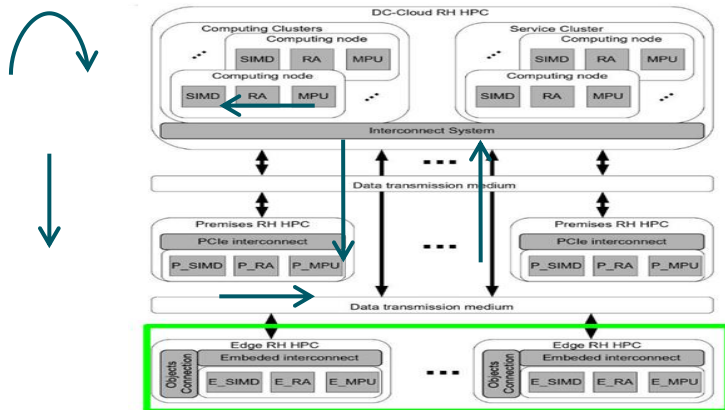 DC-Cloud RH HPC
Computing Clusters
Service Cluster
Computing node
Computing node
SIMD RA MPU
SIMD RA MPU
Computing node
Computing node
SIMD RA MPU
SIMD RA MPU
Interconnect System
Data transmission medium
Premises RH HPC
Premises RH HPC
PCIe interconnect
PCIe interconnect
P_SIMD P_RA P_MPU
P_SIMD P_RA P_MPU
Data transmission medium
Edge RH HPC
Edge RH HPC
Objects Connection
Embeded interconnect
Objects Connection
Embeded interconnect
E_SIMD E_RA E_MPU
E_SIMD E_RA E_MPU